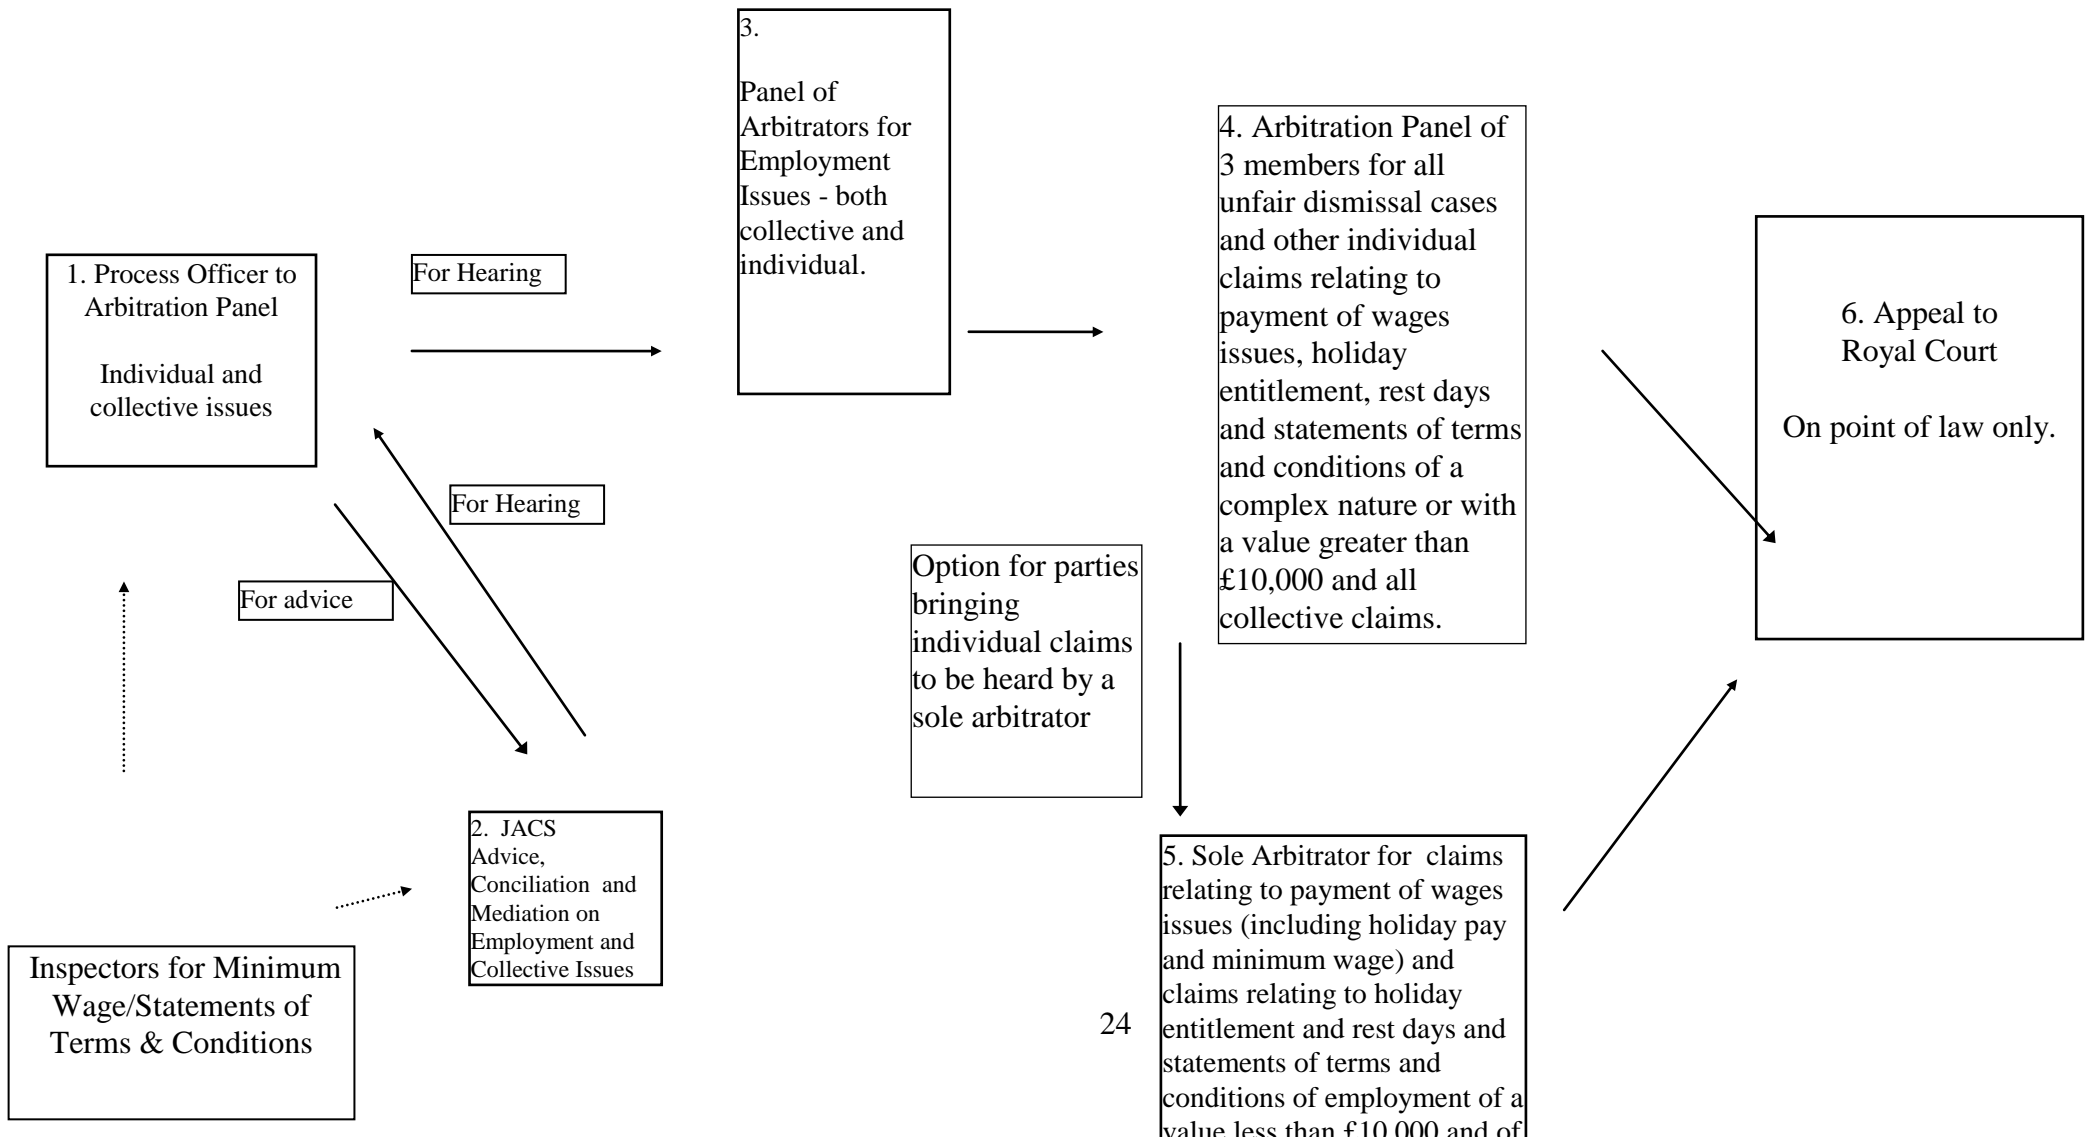 3.
Panel of
Arbitrators for
Employment
Issues - both
collective and
individual.
4. Arbitration Panel of
3 members for all
unfair dismissal cases
and other individual
claims relating to
payment of wages
issues, holiday
entitlement, rest days
and statements of terms
and conditions of a
complex nature or with
a value greater than
£10,000 and all
collective claims.
1. Process Officer to
Arbitration Panel
Individual and
collective issues
For Hearing
6. Appeal to
Royal Court
On point of law only.
For Hearing
For advice
Option for parties
bringing
individual claims
to be heard by a
sole arbitrator
2. JACS
Advice,
Conciliation and
Mediation on
Employment and
Collective Issues
5. Sole Arbitrator for claims
relating to payment of wages
issues (including holiday pay
and minimum wage) and
claims relating to holiday
entitlement and rest days and
statements of terms and
conditions of employment of a
value less than £10,000 and of
Inspectors for Minimum
Wage/Statements of
Terms & Conditions
24